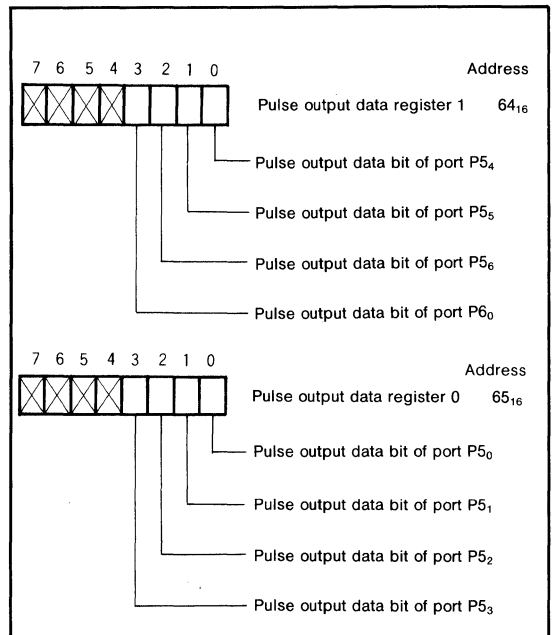 7 6 5 4 3 2 1 0 Address
Pulse output data register 1 64₁₆
Pulse output data bit of port P5₄
Pulse output data bit of port P5₅
Pulse output data bit of port P5₆
Pulse output data bit of port P6₀
7 6 5 4 3 2 1 0 Address
Pulse output data register 0 65₁₆
Pulse output data bit of port P5₀
Pulse output data bit of port P5₁
Pulse output data bit of port P5₂
Pulse output data bit of port P5₃